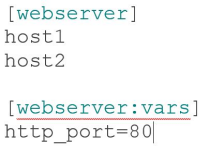 [webserver]
host1
host2
[webserver:vars]
http_port=80